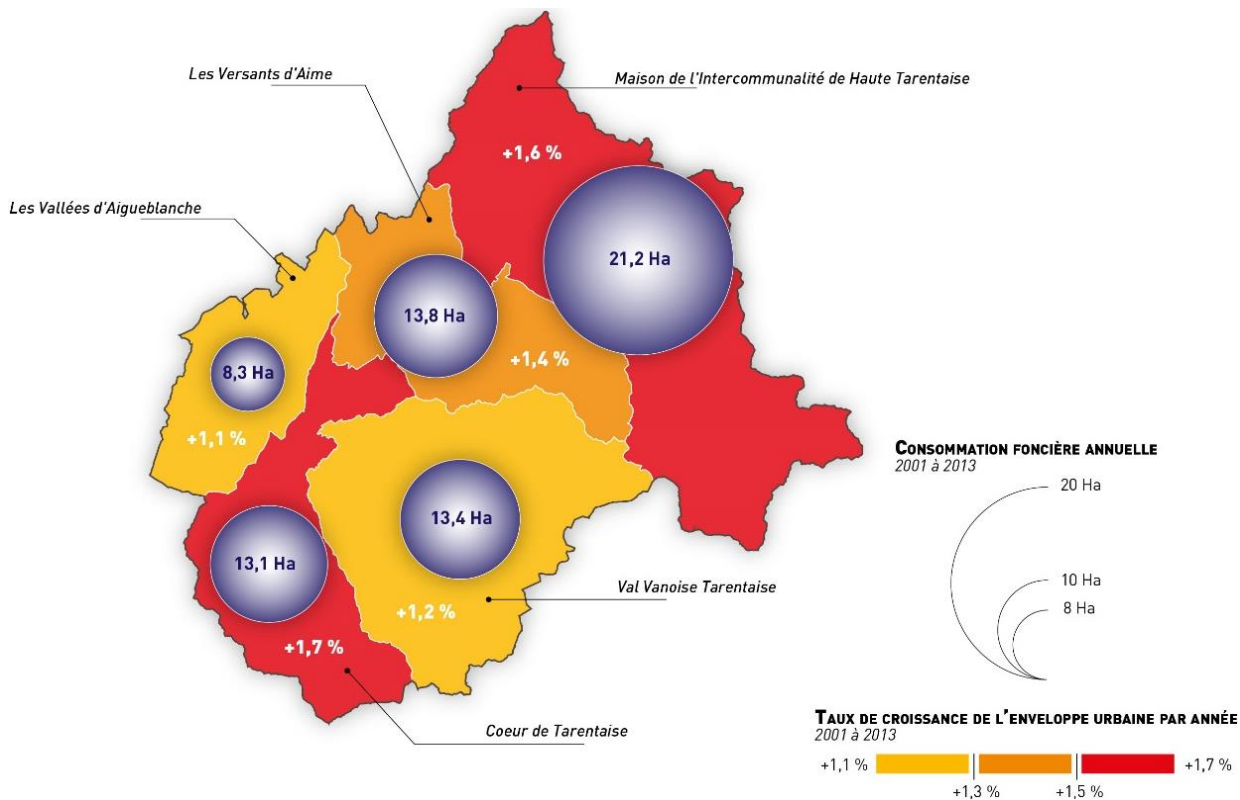 Les Versants d'Aime
Maison de l'Intercommunalité de Haute Tarentaise
+1,6 %
Les Vallées d'Aigueblanche
21,2 Ha
13,8 Ha
+1,4 %
8,3 Ha
+1,1 %
CONSOMMATION FONCIÈRE ANNUELLE
2001 à 2013
20 Ha
13,4 Ha
13,1 Ha
10 Ha
Val Vanoise Tarentaise
8 Ha
+1,2 %
+1,7 %
Coeur de Tarentaise
TAUX DE CROISSANCE DE L'ENVELOPPE URBAINE PAR ANNÉE
2001 à 2013
+1,1 %
+1,7 %
+1,3 %
+1,5 %